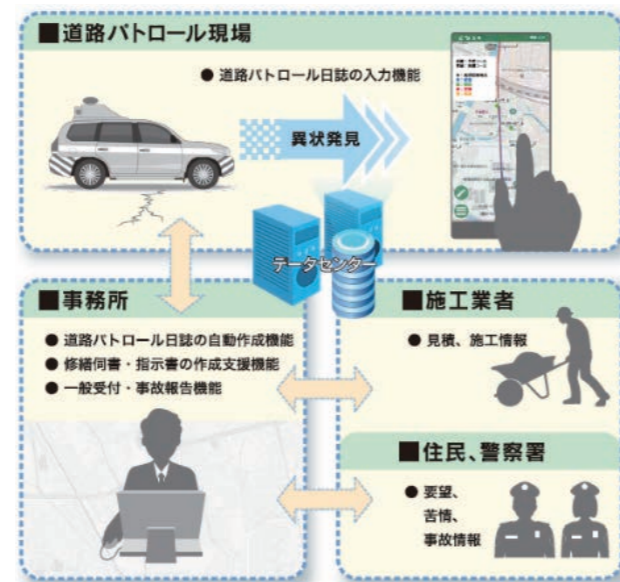 ■道路パトロール現場
● 道路パトロール日誌の入力機能
異状発見
データセンター
■事務所
● 道路パトロール日誌の自動作成機能
● 修繕伺書・指示書の作成支援機能
● 一般受付・事故報告機能
■施工業者
● 見積、施工情報
■住民、警察署
● 要望、
苦情、
事故情報